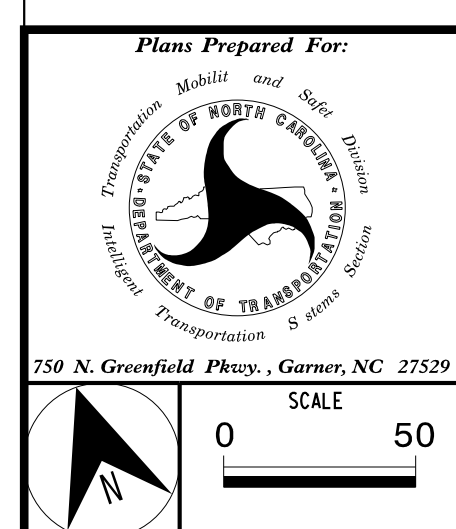 Plans Prepared For:
Transportation Mobilit and Safet Division
STATE OF NORTH CAROLINA
DEPARTMENT OF TRANSPORTATION
Intelligent Transportation S stems Section
750 N. Greenfield Pkwy. , Garner, NC 27529
SCALE
0 50
N